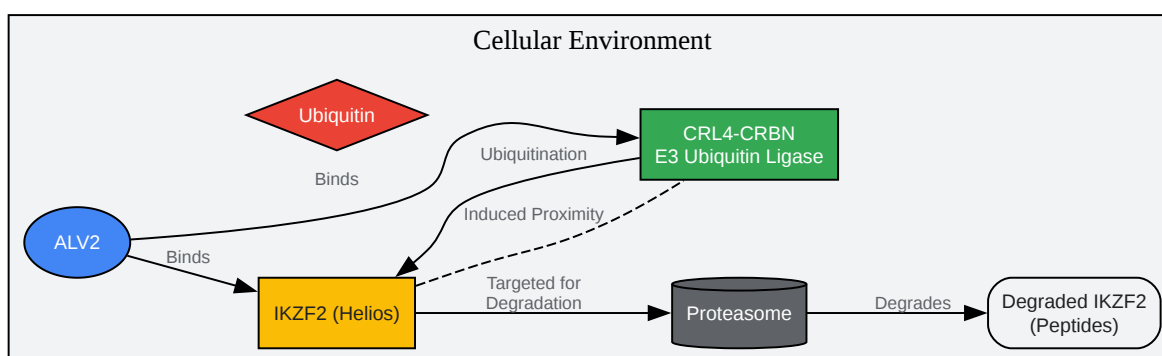 Cellular Environment
Ubiquitin
CRL4-CRBN
E3 Ubiquitin Ligase
Ubiquitination
Binds
Induced Proximity
ALV2
Binds
IKZF2 (Helios)
Targeted for
Degradation
Proteasome
Degrades
Degraded IKZF2
(Peptides)